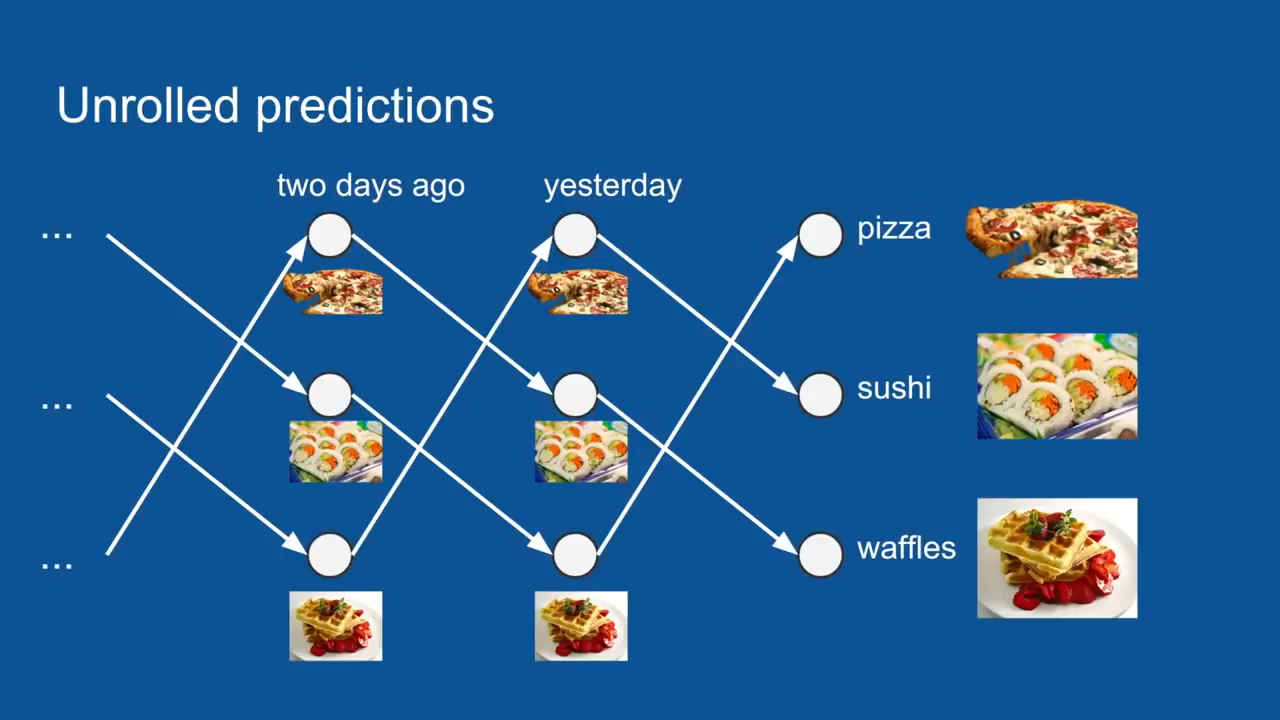 Unrolled predictions
two days ago
yesterday
...
pizza
...
sushi
...
waffles